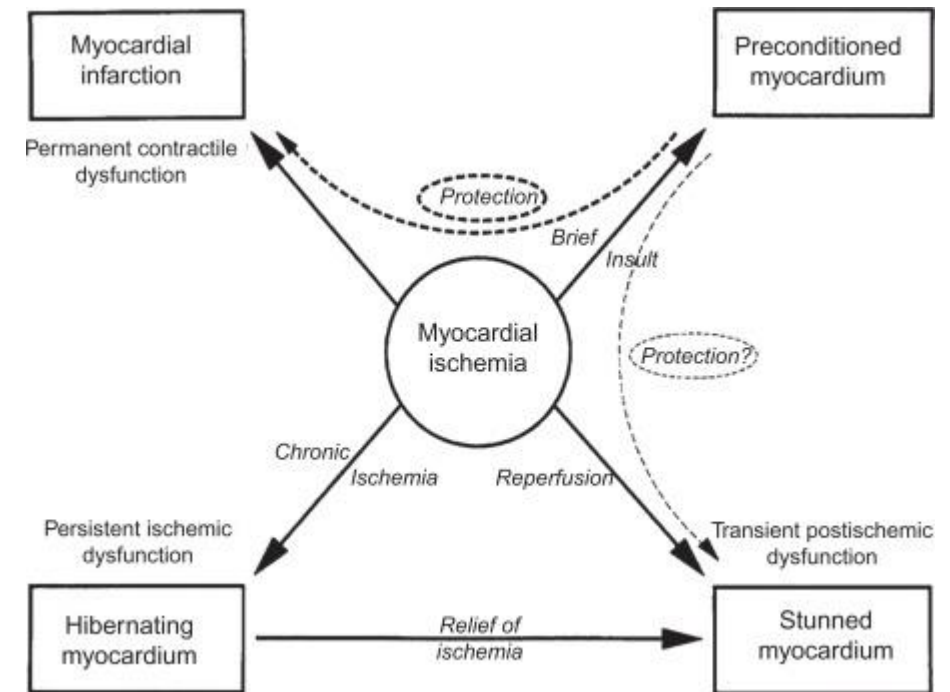 Myocardial
infarction
Preconditioned
myocardium
Permanent contractile
dysfunction
Protection
Brief
Insult
Myocardial
ischemia
Protection?
Chronic
Ischemia
Reperfusion
Persistent ischemic
dysfunction
Transient postischemic
dysfunction
Hibernating
myocardium
Relief of
ischemia
Stunned
myocardium